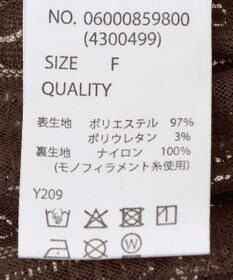 NO. 06000859800
(4300499)
SIZE F
QUALITY
表生地 ポリエステル 97%
ポリウレタン 3%
裏生地 ナイロン 100%
(モノフィラメント糸使用)
Y209